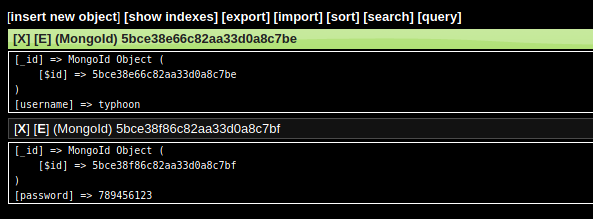 [insert new object] [show indexes] [export] [import] [sort] [search] [query]
[X] [E] (MongoId) 5bce38e66c82aa33d0a8c7be
[_id] => MongoId Object (
[$id] => 5bce38e66c82aa33d0a8c7be
)
[username] => typhoon
[X] [E] (MongoId) 5bce38f86c82aa33d0a8c7bf
[_id] => MongoId Object (
[$id] => 5bce38f86c82aa33d0a8c7bf
)
[password] => 789456123